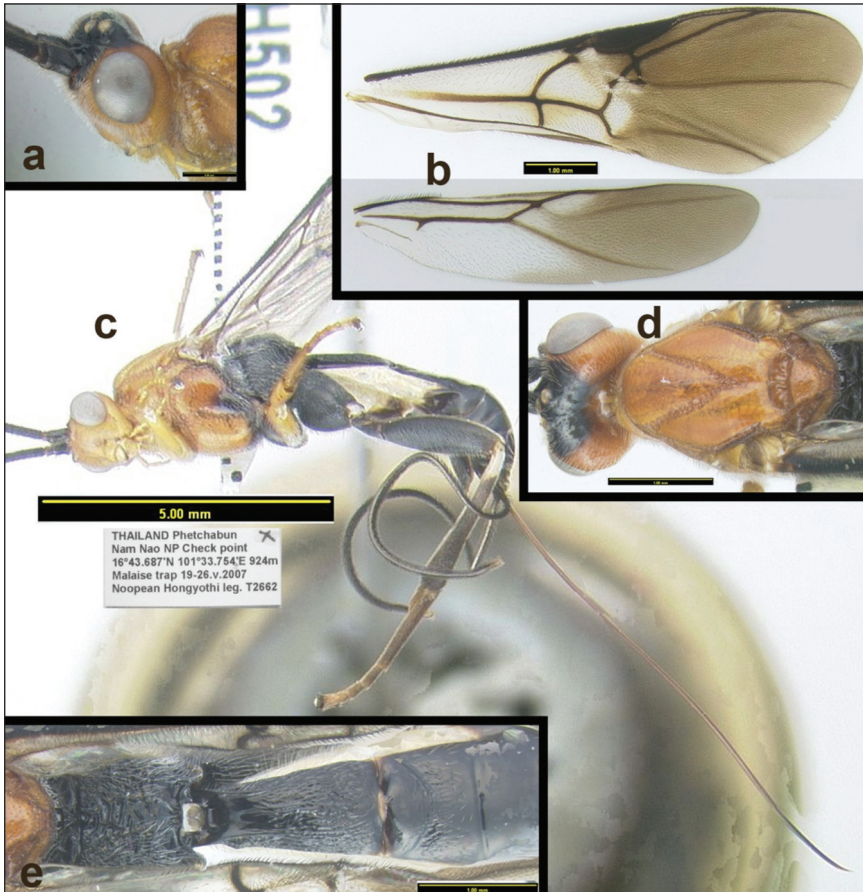 a
H502
b
1.00 mm
c
d
5.00 mm
THAILAND Phetchabun
Nam Nao NP Check point
16°43.687'N 101°33.754'E 924m
Malaise trap 19-26.v.2007
Noopean Hongyothi leg. T2662
e
1.00 mm